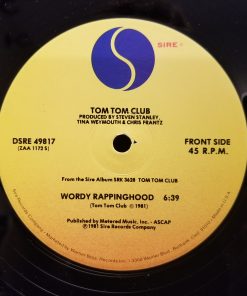 SIRE
TOM TOM CLUB
PRODUCED BY STEVEN STANLEY,
TINA WEYMOUTH & CHRIS FRANTZ
DSRE 49817
(ZAA 1173 S)
FRONT SIDE
45 R.P.M.
From the Sire Album SRK 3628 TOM TOM CLUB
WORDY RAPPINGHOOD 6:39
(Tom Tom Club © 1981)
Published by Metered Music, Inc. - ASCAP
℗1981 Sire Records Company